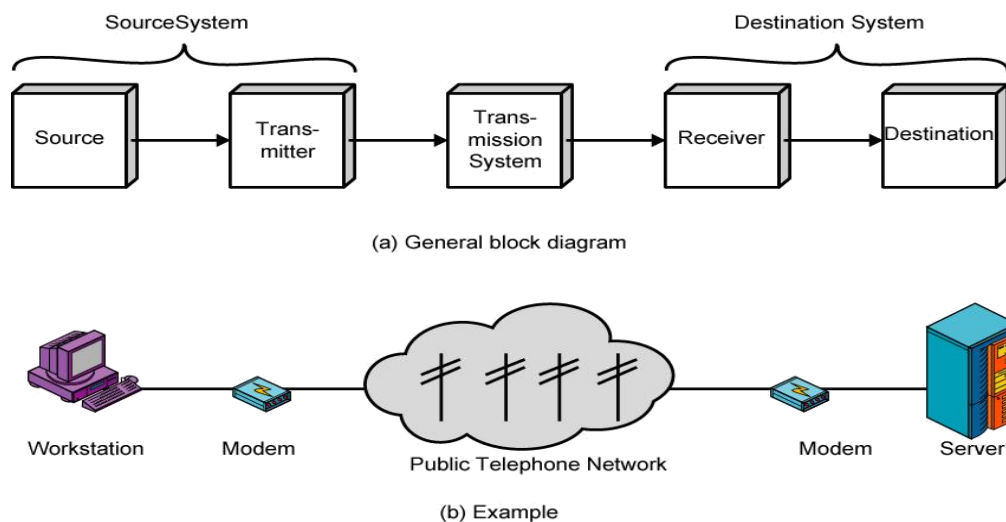 SourceSystem
Destination System
Source
Trans-
mitter
Trans-
mission
System
Receiver
Destination
(a) General block diagram
Workstation
Modem
Public Telephone Network
Modem
Server
(b) Example